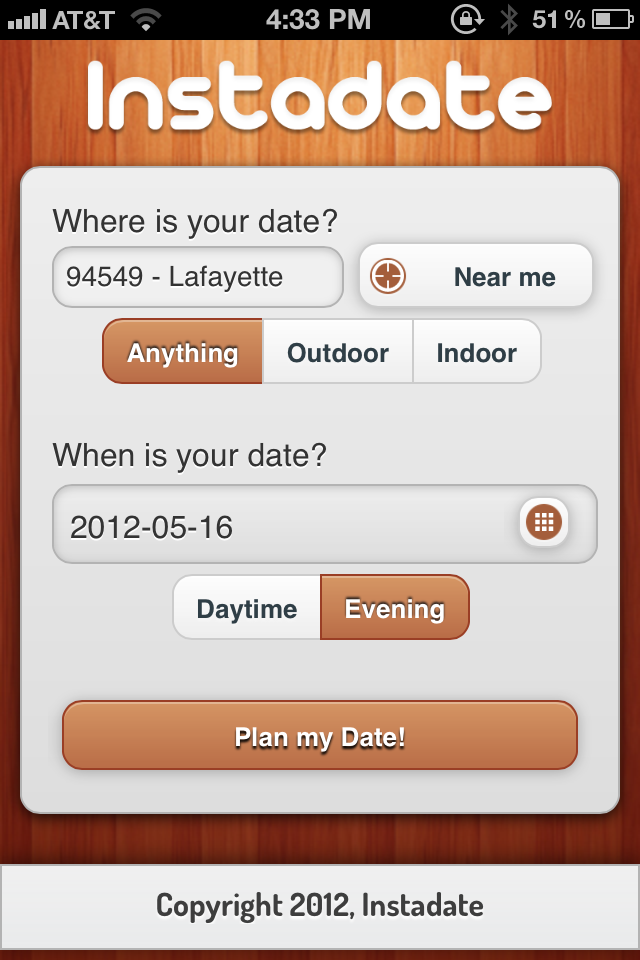 AT&T 4:33 PM 51 %
Instadate
Where is your date?
94549 - Lafayette Near me
Anything Outdoor Indoor
When is your date?
2012-05-16
Daytime Evening
Plan my Date!
Copyright 2012, Instadate